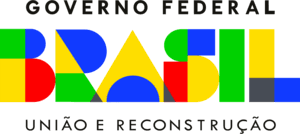 GOVERNO FEDERAL
BRASIL
UNIÃO E RECONSTRUÇÃO